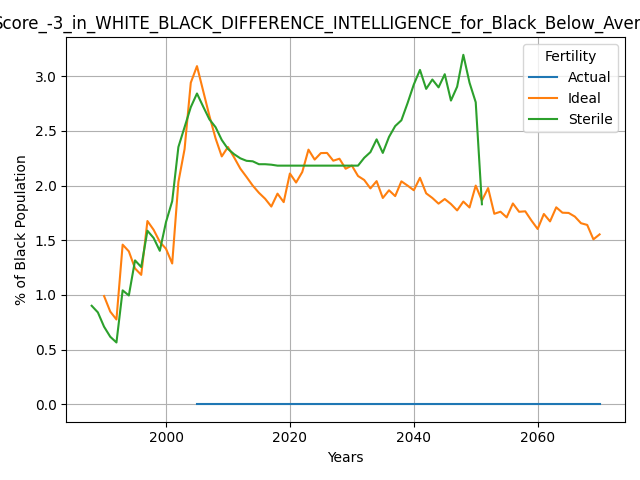 Score_-3_in_WHITE_BLACK_DIFFERENCE_INTELLIGENCE_for_Black_Below_Aver
Fertility
Actual
Ideal
Sterile
% of Black Population
3.0
2.5
2.0
1.5
1.0
0.5
0.0
2000
2020
2040
2060
Years